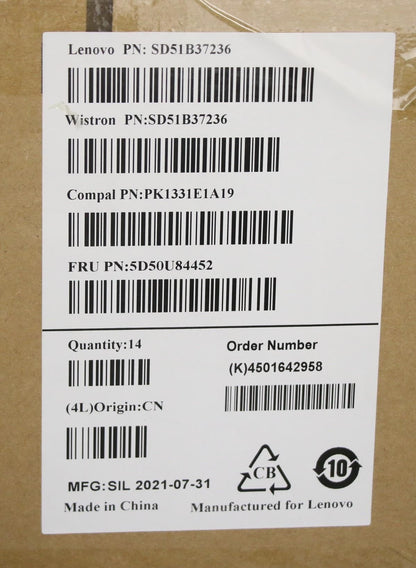 Lenovo PN: SD51B37236
Wistron PN:SD51B37236
Compal PN:PK1331E1A19
FRU PN:5D50U84452
Quantity:14
Order Number
(K)4501642958
(4L)Origin:CN
CB
10
MFG:SIL 2021-07-31
Made in China
Manufactured for Lenovo